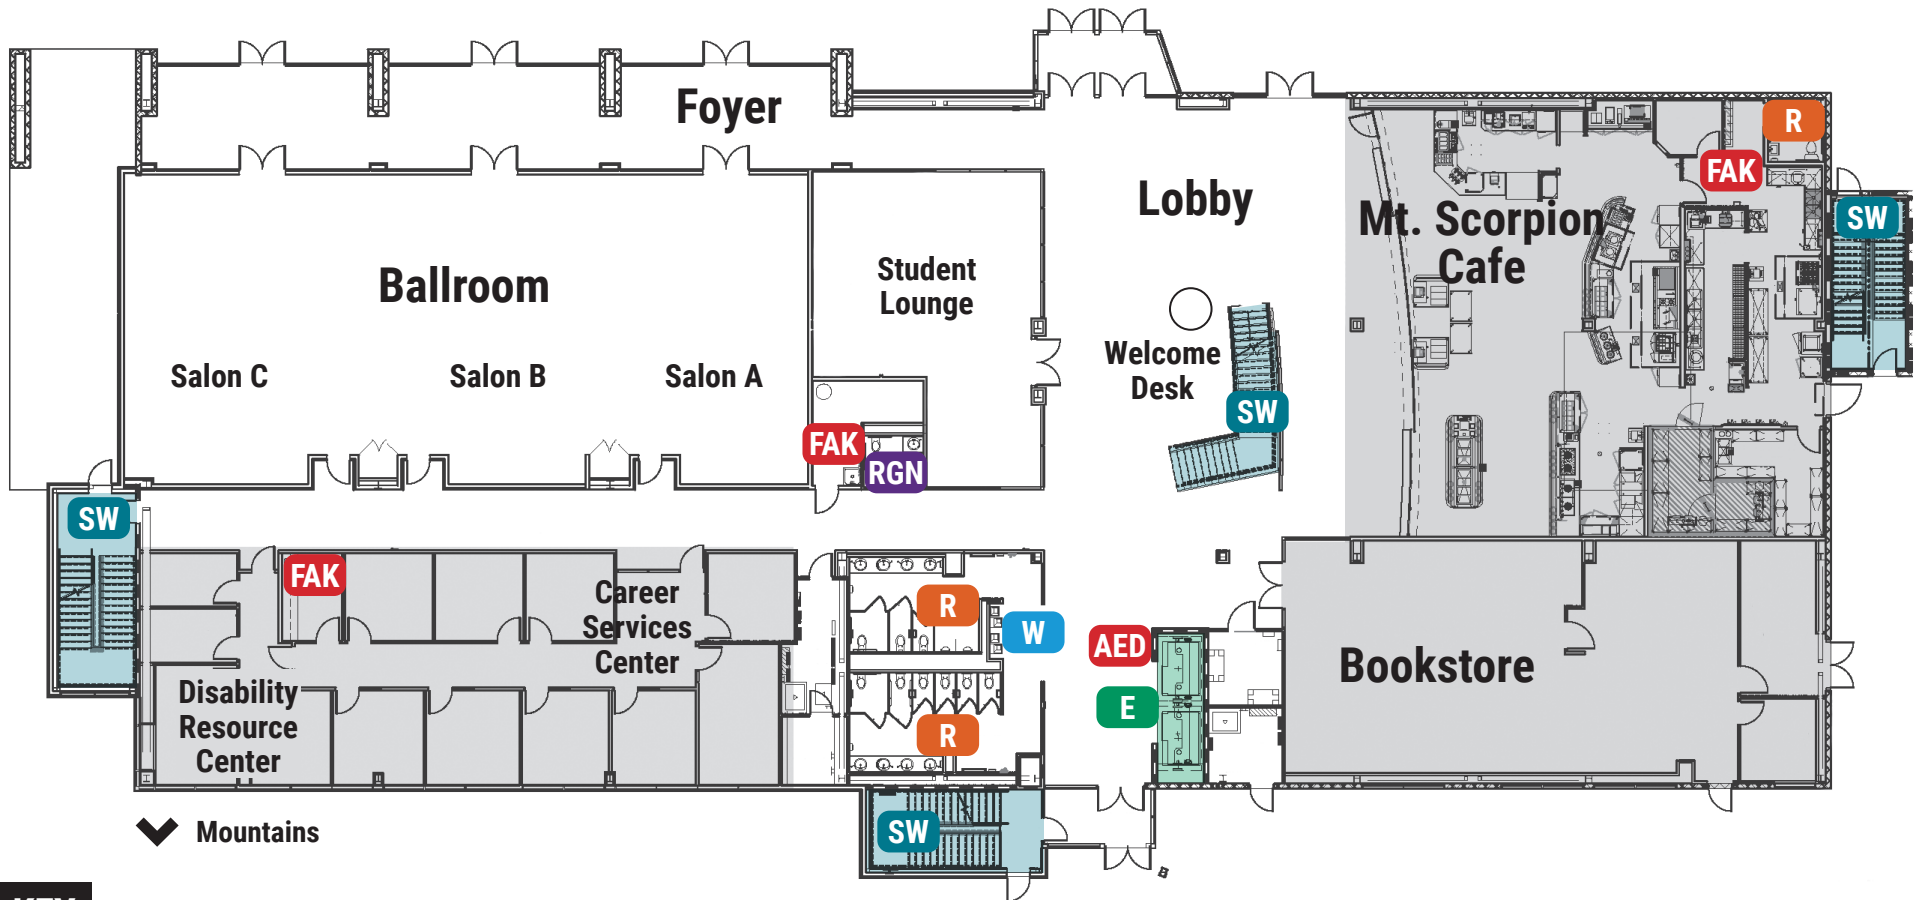 Foyer
R
FAK
Lobby
Mt. Scorpion
Cafe
SW
Ballroom
Student
Lounge
Welcome
Desk
Salon C
Salon B
Salon A
SW
FAK
RGN
SW
FAK
Career
Services
Center
R
W
AED
E
Bookstore
Disability
Resource
Center
R
SW
Mountains